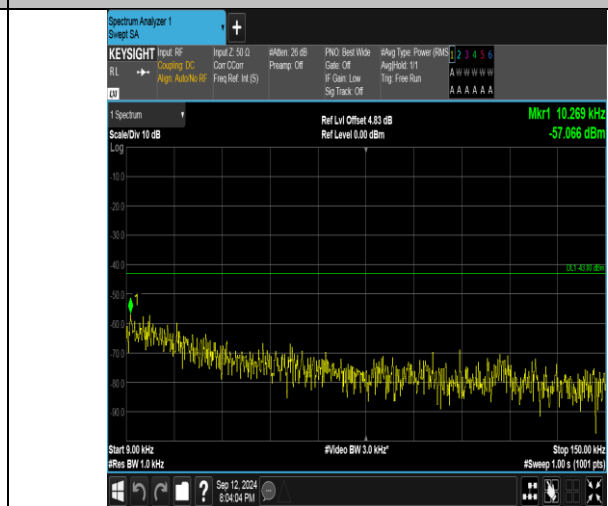 Spectrum Analyzer 1
Swept SA
+
KEYSIGHT Input: RF Input Z: 50 Ω #Atten: 26 dB PNO: Best Wide #Avg Type: Power (RMS 1 2 3 4 5 6
RL Coupling: DC Corr CCorr Preamp: Off Gate: Off Avg|Hold: 1/1 A W W W W W
Align: Auto/No RF Freq Ref: Int (S) IF Gain: Low Trig: Free Run
Sig Track: Off A A A A A A
1 Spectrum Ref Lvl Offset 4.83 dB Mkr1 10.269 kHz
Scale/Div 10 dB Ref Level 0.00 dBm -57.066 dBm
Log
-10.0
-20.0
-30.0
-40.0
DL1 -43.00 dBm
-50.0
1
-60.0
-70.0
-80.0
-90.0
Start 9.00 kHz #Video BW 3.0 kHz* Stop 150.00 kHz
#Res BW 1.0 kHz #Sweep 1.00 s (1001 pts)
? Sep 12, 2024
8:04:04 PM